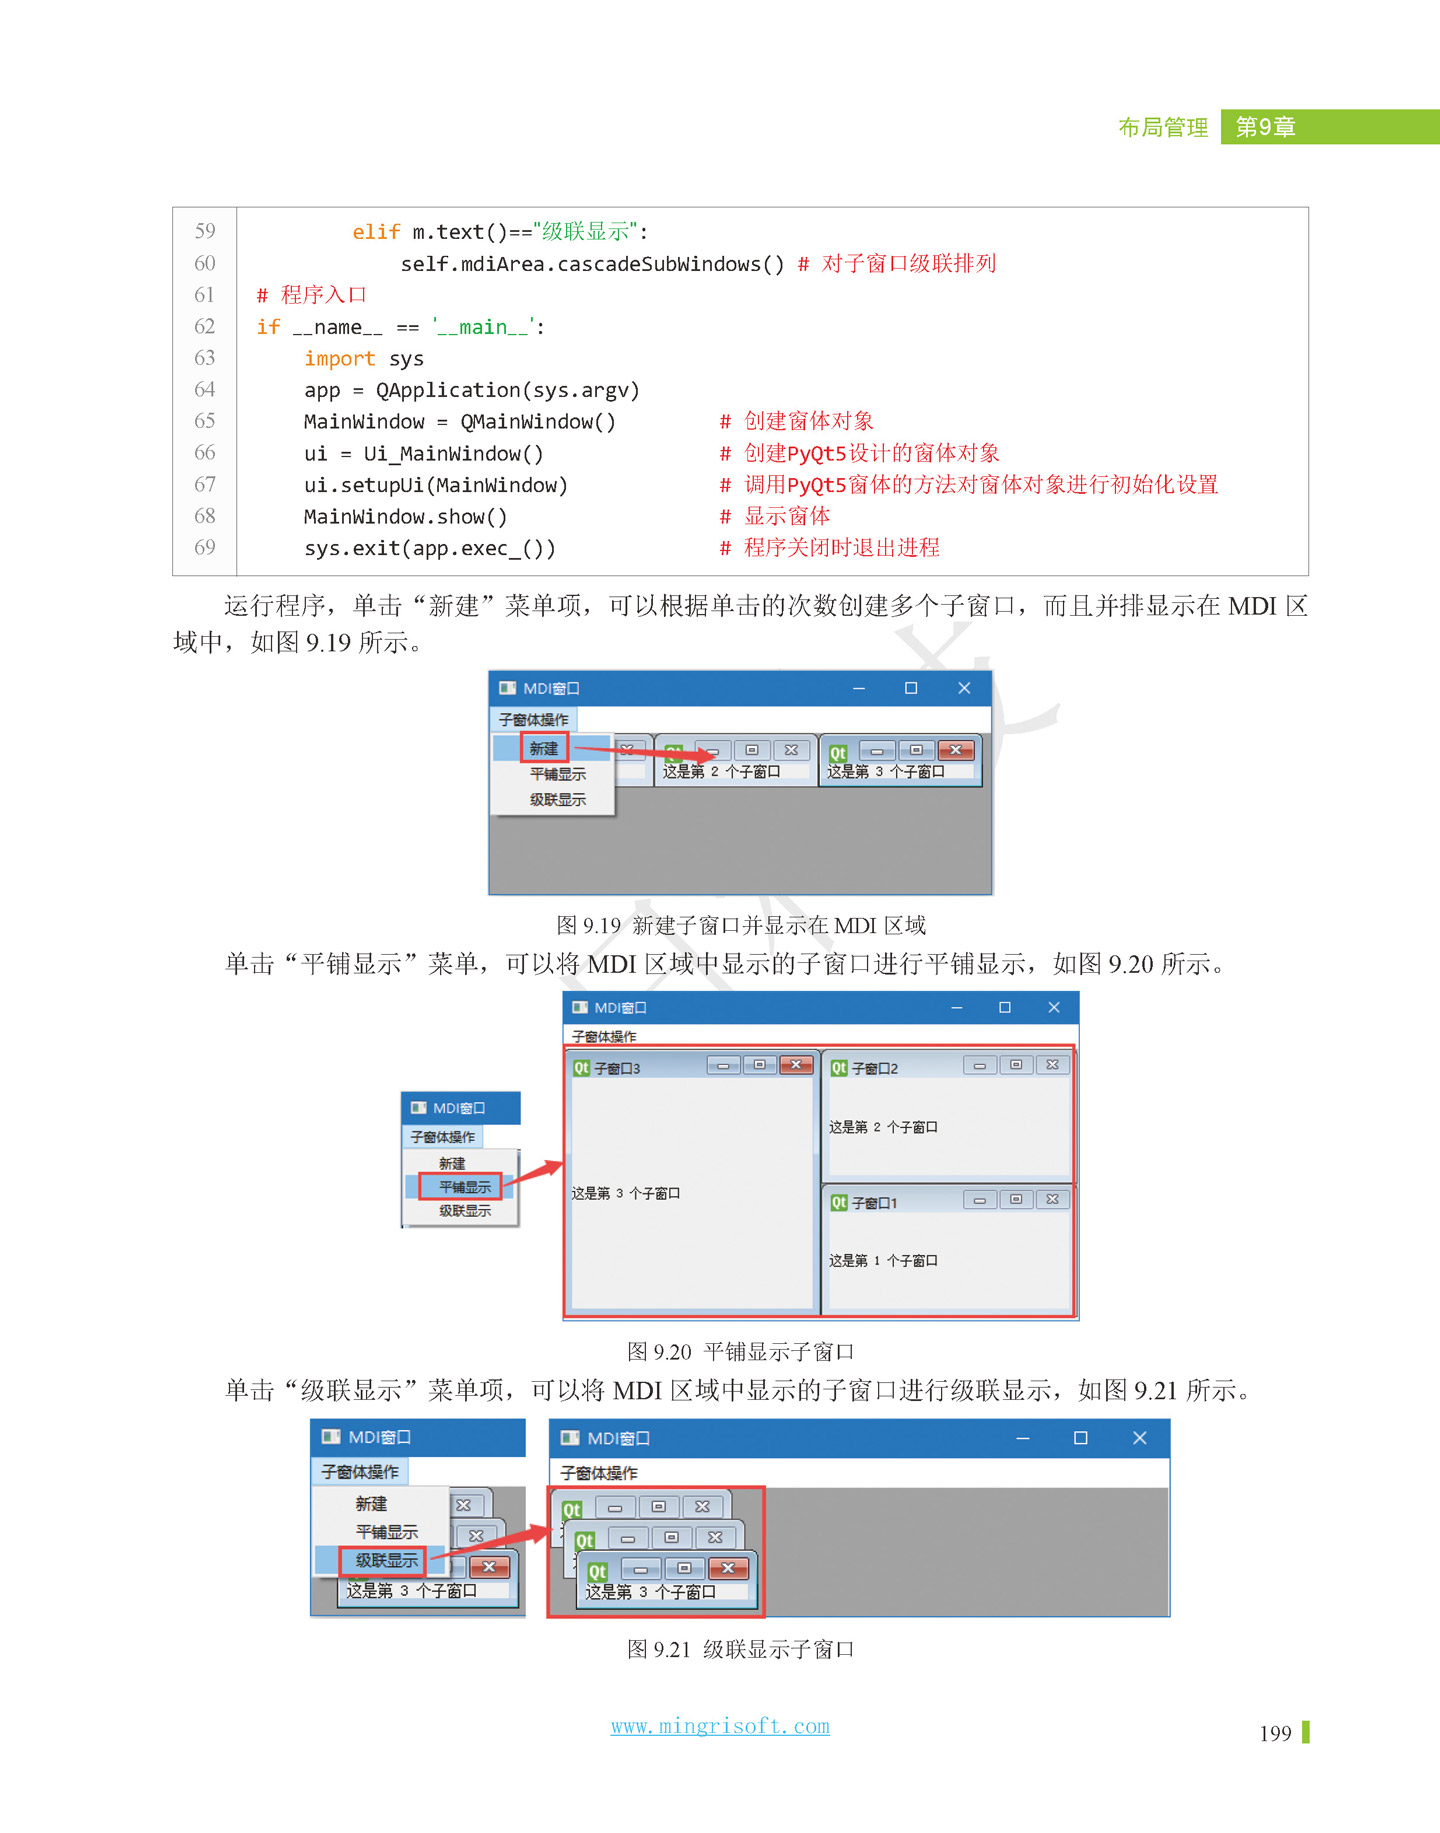 布局管理 第9章
59 elif m.text()=="级联显示":
60 self.mdiArea.cascadeSubWindows() # 对子窗口级联排列
61 # 程序入口
62 if __name__ == '__main__':
63 import sys
64 app = QApplication(sys.argv)
65 MainWindow = QMainWindow() # 创建窗体对象
66 ui = Ui_MainWindow() # 创建PyQt5设计的窗体对象
67 ui.setupUi(MainWindow) # 调用PyQt5窗体的方法对窗体对象进行初始化设置
68 MainWindow.show() # 显示窗体
69 sys.exit(app.exec_()) # 程序关闭时退出进程
运行程序，单击“新建”菜单项，可以根据单击的次数创建多个子窗口，而且并排显示在 MDI 区
域中，如图 9.19 所示。
MDI窗口
子窗体操作
新建
平铺显示
级联显示
这是第 2 个子窗口
这是第 3 个子窗口
图 9.19 新建子窗口并显示在 MDI 区域
单击“平铺显示”菜单，可以将 MDI 区域中显示的子窗口进行平铺显示，如图 9.20 所示。
MDI窗口
子窗体操作
新建
平铺显示
级联显示
MDI窗口
子窗体操作
Qt 子窗口3
这是第 3 个子窗口
Qt 子窗口2
这是第 2 个子窗口
Qt 子窗口1
这是第 1 个子窗口
图 9.20 平铺显示子窗口
单击“级联显示”菜单项，可以将 MDI 区域中显示的子窗口进行级联显示，如图 9.21 所示。
MDI窗口
子窗体操作
新建
平铺显示
级联显示
这是第 3 个子窗口
MDI窗口
子窗体操作
Qt
Qt
Qt
这是第 3 个子窗口
图 9.21 级联显示子窗口
www.mingrisoft.com
199